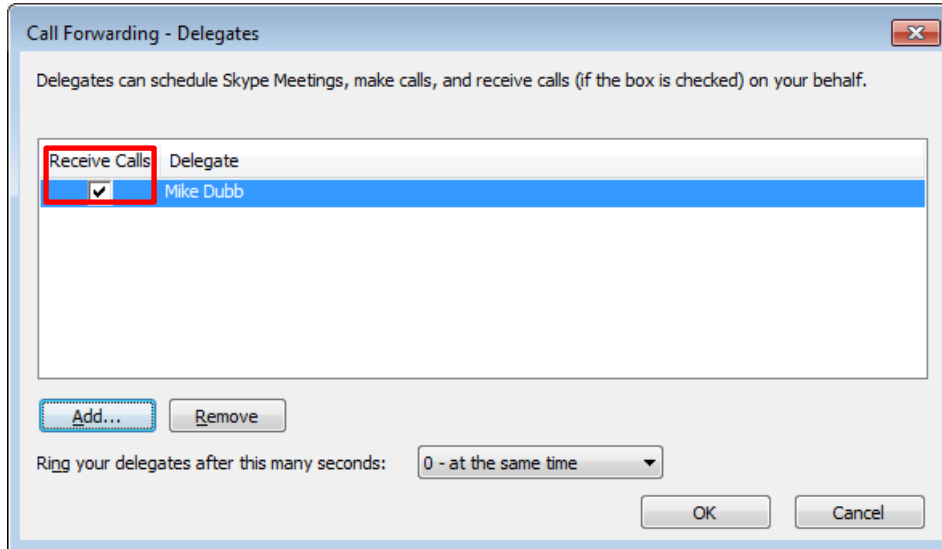 Call Forwarding - Delegates
Delegates can schedule Skype Meetings, make calls, and receive calls (if the box is checked) on your behalf.
Receive Calls Delegate
Mike Dubb
Add... Remove
Ring your delegates after this many seconds: 0 - at the same time
OK Cancel